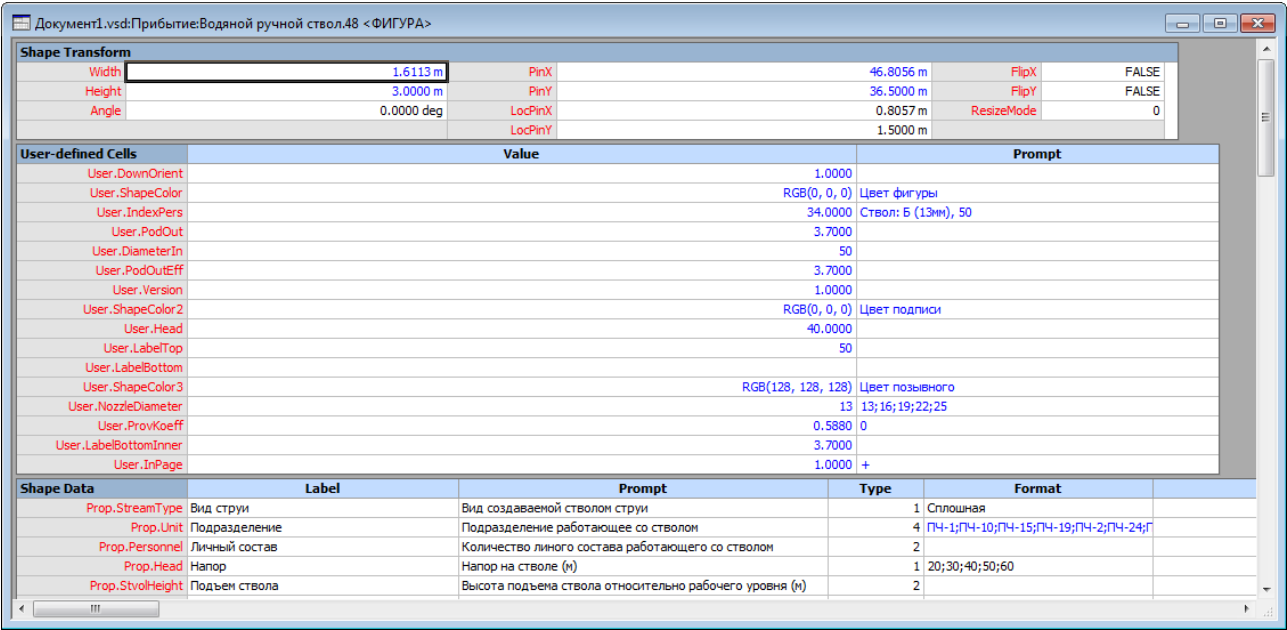 Документ1.vsd:Прибытие:Водяной ручной ствол.48 <ФИГУРА>
Shape Transform
Width 1.6113 m PinX 46.8056 m FlipX FALSE
Height 3.0000 m PinY 36.5000 m FlipY FALSE
Angle 0.0000 deg LocPinX 0.8057 m ResizeMode 0
LocPinY 1.5000 m
User-defined Cells Value Prompt
User.DownOrient 1.0000
User.ShapeColor RGB(0, 0, 0) Цвет фигуры
User.IndexPers 34.0000 Ствол: Б (13мм), 50
User.PodOut 3.7000
User.DiameterIn 50
User.PodOutEff 3.7000
User.Version 1.0000
User.ShapeColor2 RGB(0, 0, 0) Цвет подписи
User.Head 40.0000
User.LabelTop 50
User.LabelBottom
User.ShapeColor3 RGB(128, 128, 128) Цвет позывного
User.NozzleDiameter 13 13;16;19;22;25
User.ProvKoeff 0.5880 0
User.LabelBottomInner 3.7000
User.InPage 1.0000 +
Shape Data Label Prompt Type Format
Prop.StreamType Вид струи Вид создаваемой стволом струи 1 Сплошная
Prop.Unit Подразделение Подразделение работающее со стволом 4 ПЧ-1;ПЧ-10;ПЧ-15;ПЧ-19;ПЧ-2;ПЧ-24;П
Prop.Personnel Личный состав Количество линого состава работающего со стволом 2
Prop.Head Напор Напор на стволе (м) 1 20;30;40;50;60
Prop.StvolHeight Подъем ствола Высота подъема ствола относительно рабочего уровня (м) 2